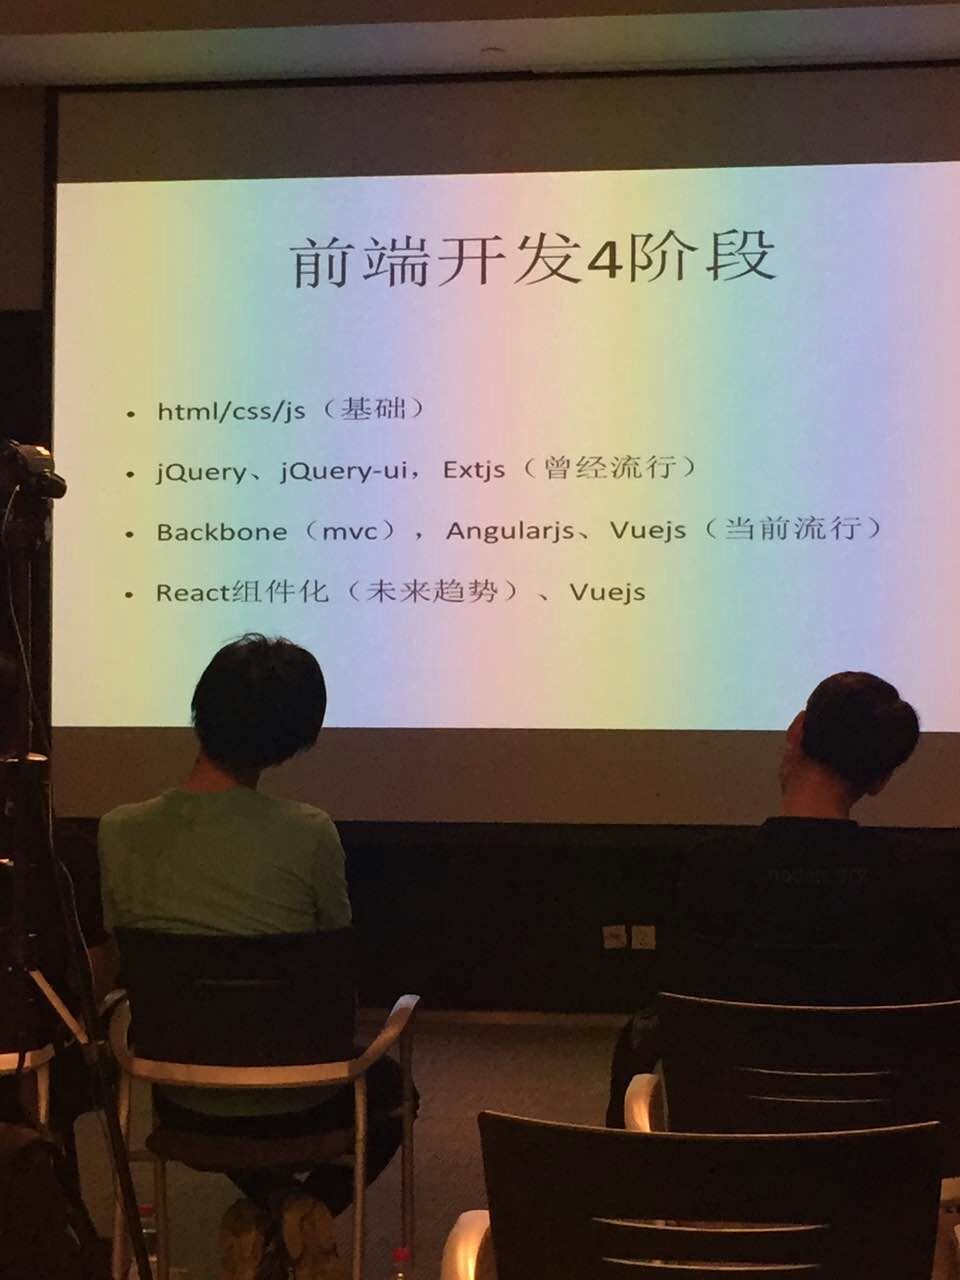 前端开发4阶段
• html/css/js（基础）
• jQuery、jQuery-ui，Extjs（曾经流行）
• Backbone（mvc），Angularjs、Vuejs（当前流行）
• React组件化（未来趋势）、Vuejs